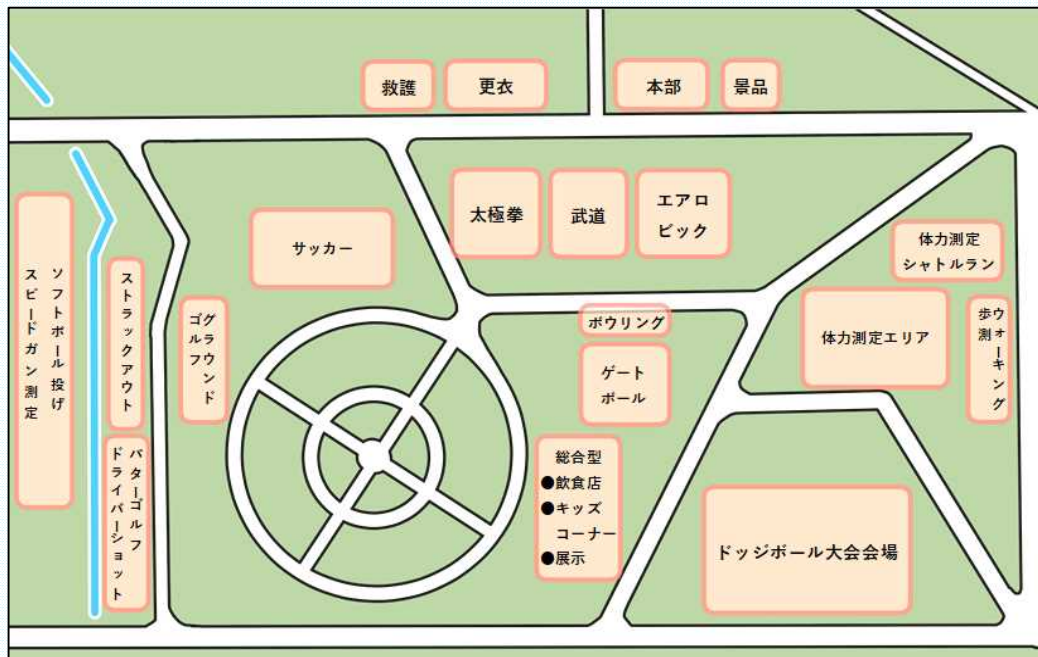 救護
更衣
本部
景品
太極拳
武道
エアロ
ビック
サッカー
体力測定
シャトルラン
ソフトボール投げ
スピードガン測定
ストラックアウト
グラウンド
ゴルフ
ボウリング
体力測定エリア
ウォーキング
歩測
ゲート
ボール
パターゴルフ
ドライバーショット
総合型
●飲食店
●キッズ
コーナー
●展示
ドッジボール大会会場